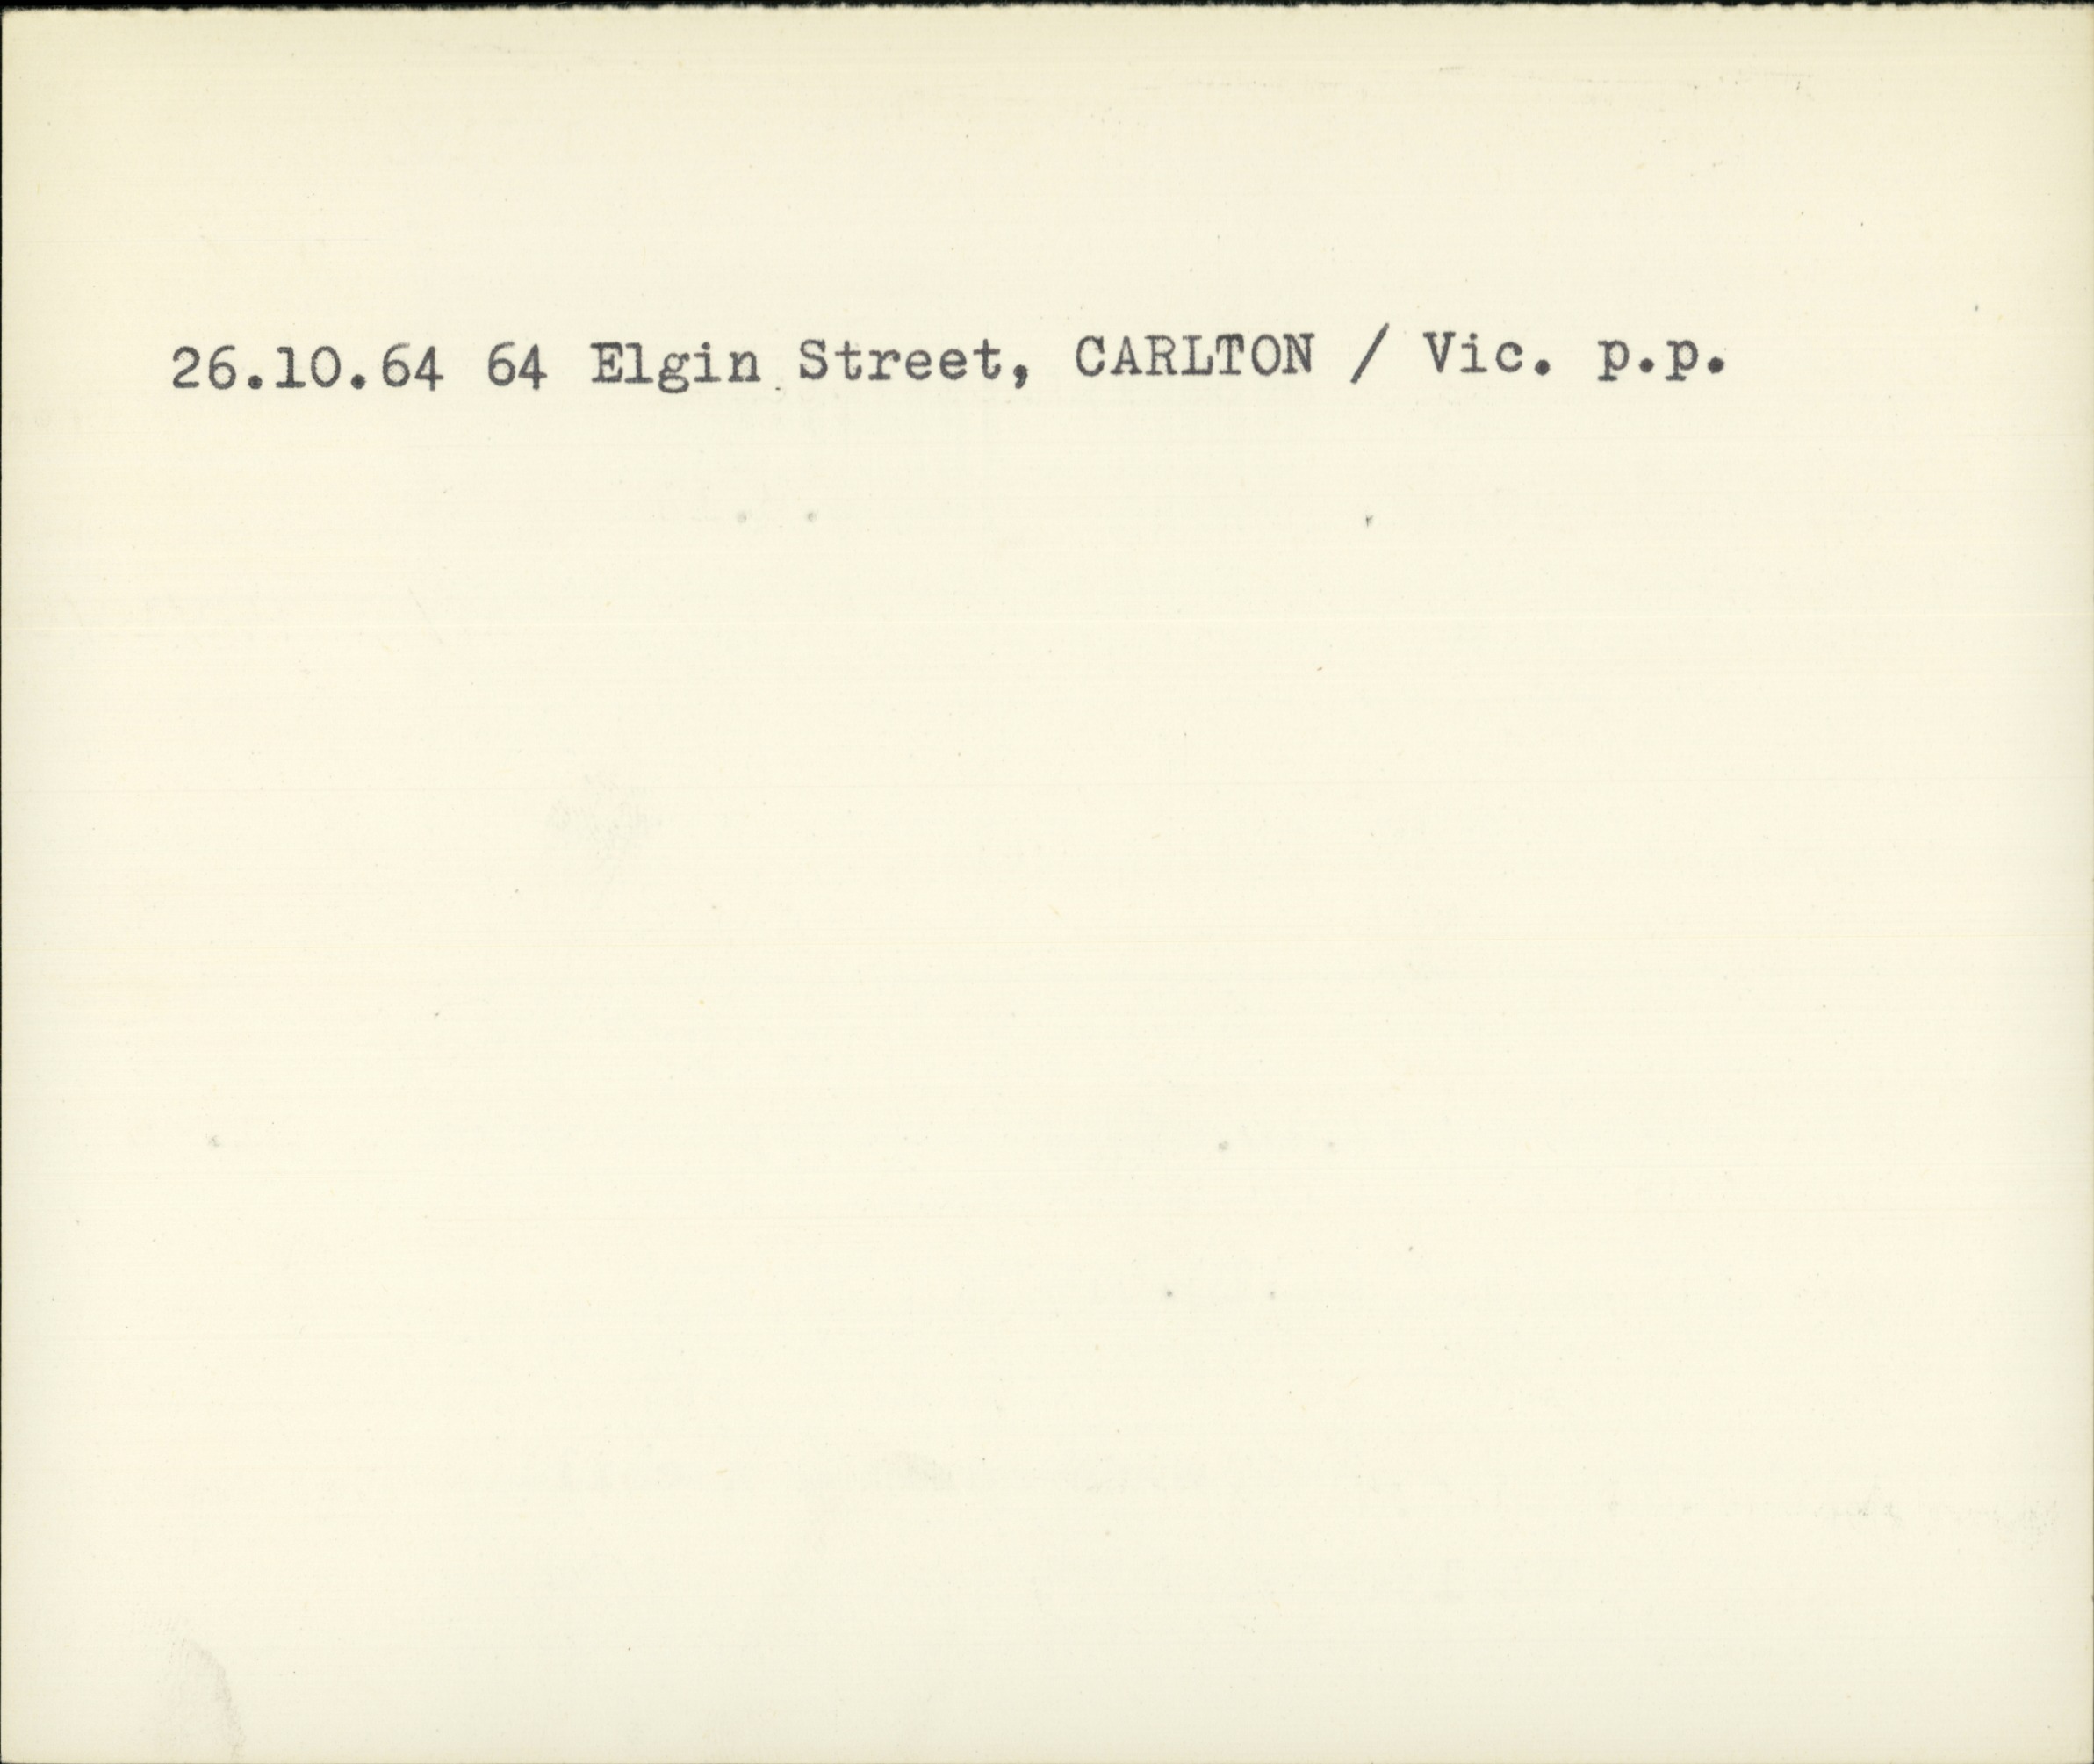 26.10.64 64 Elgin Street, CARLTON / Vic. p.p.